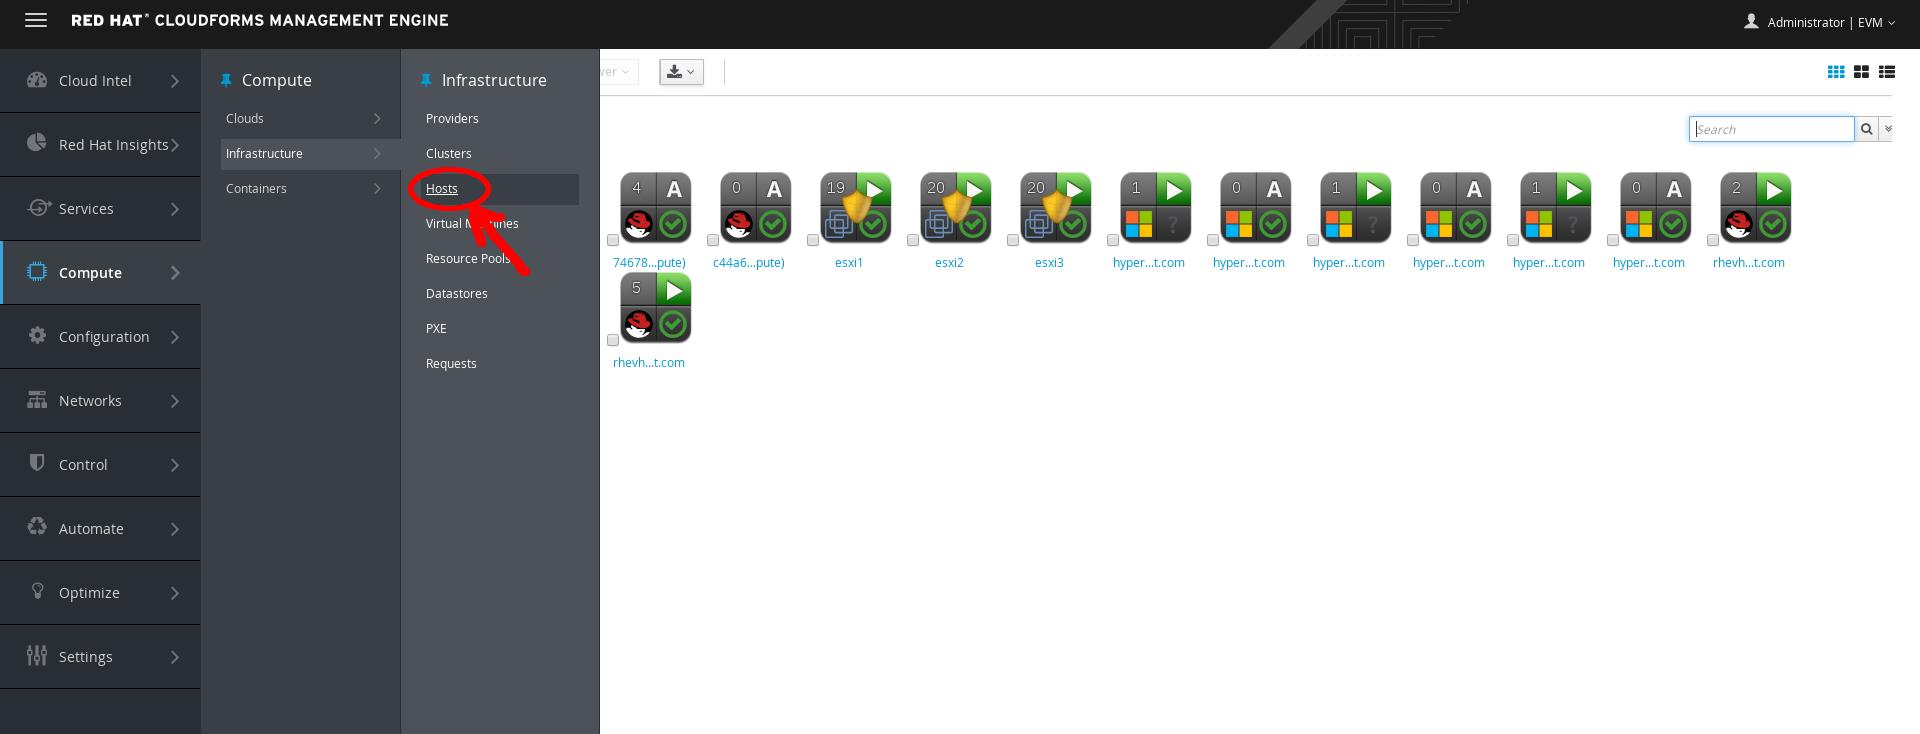 RED HAT® CLOUDFORMS MANAGEMENT ENGINE
Administrator | EVM
Cloud Intel
Red Hat Insights
Services
Compute
Configuration
Networks
Control
Automate
Optimize
Settings
Compute
Clouds
Infrastructure
Containers
Infrastructure
Providers
Clusters
Hosts
Virtual M...ines
Resource Pools
Datastores
PXE
Requests
wer
Search
4 A 0 A 19 20 20 1 0 A 1 0 A 1 0 A 2
? ? ?
74678...pute) c44a6...pute) esxi1 esxi2 esxi3 hyper...t.com hyper...t.com hyper...t.com hyper...t.com hyper...t.com hyper...t.com rhevh...t.com
5
rhevh...t.com